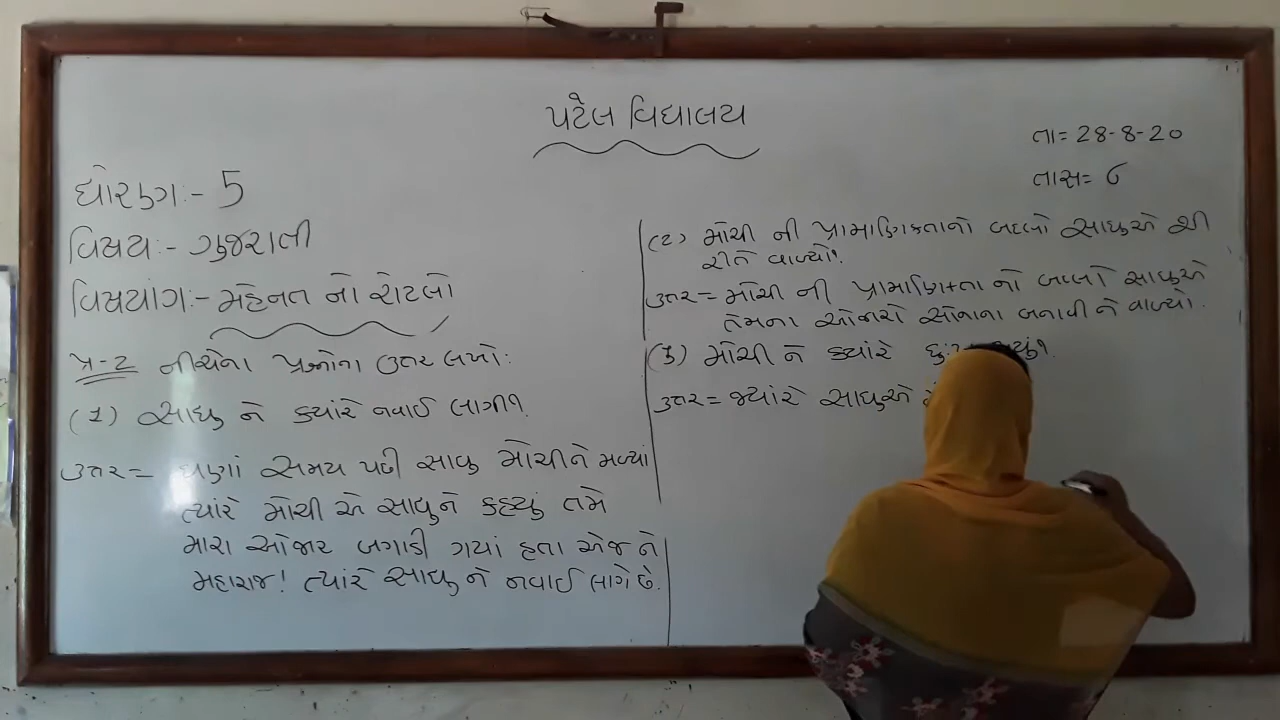 પટેલ વિદ્યાલય
તા= 28-8-20
તાસ= ૮
ધોરણ:- 5
વિષય:- ગુજરાતી
વિષયાંગ:- મહેનત નો રોટલો
પ્ર-2 નીચેના પ્રશ્નોના ઉત્તર લખો:
(1) સાધુ ને ક્યારે નવાઈ લાગી?
ઉત્તર= ઘણાં સમય પછી સાધુ મોચીને મળ્યાં
ત્યારે મોચી એ સાધુને કહ્યું તમે
મારા ઓજાર બગાડી ગયાં હતા એજ ને
મહારાજ! ત્યારે સાધુ ને નવાઈ લાગે છે.
(2) મોચી ની પ્રામાણિકતાનો બદલો સાધુએ શી
રીતે વાળ્યો?
ઉત્તર= મોચી ની પ્રામાણિકતા નો બદલો સાધુએ
તેમના ઓજારો સોનાના બનાવી ને વાળ્યો.
(3) મોચી ને ક્યારે
ઉત્તર= જ્યારે સાધુએ